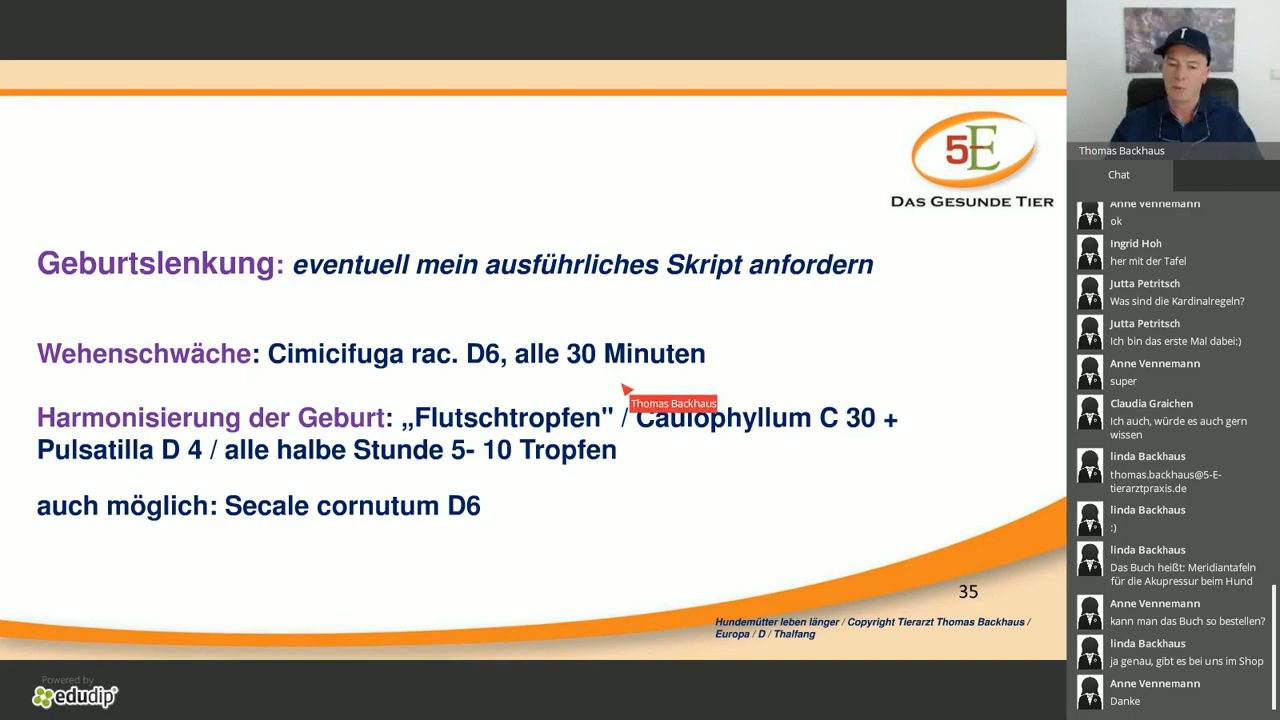 5E
DAS GESUNDE TIER
Geburtslenkung: eventuell mein ausführliches Skript anfordern
Wehenschwäche: Cimicifuga rac. D6, alle 30 Minuten
Thomas Backhaus
Harmonisierung der Geburt: „Flutschtropfen" / Caulophyllum C 30 +
Pulsatilla D 4 / alle halbe Stunde 5- 10 Tropfen
auch möglich: Secale cornutum D6
35
Hundemütter leben länger / Copyright Tierarzt Thomas Backhaus /
Europa / D / Thalfang
Powered by
edudip
T
Thomas Backhaus
Chat
Anne Vennemann
ok
Ingrid Hoh
her mit der Tafel
Jutta Petritsch
Was sind die Kardinalregeln?
Jutta Petritsch
Ich bin das erste Mal dabei:)
Anne Vennemann
super
Claudia Graichen
Ich auch, würde es auch gern
wissen
linda Backhaus
thomas.backhaus@5-E-
tierarztpraxis.de
linda Backhaus
:)
linda Backhaus
Das Buch heißt: Meridiantafeln
für die Akupressur beim Hund
Anne Vennemann
kann man das Buch so bestellen?
linda Backhaus
ja genau, gibt es bei uns im Shop
Anne Vennemann
Danke